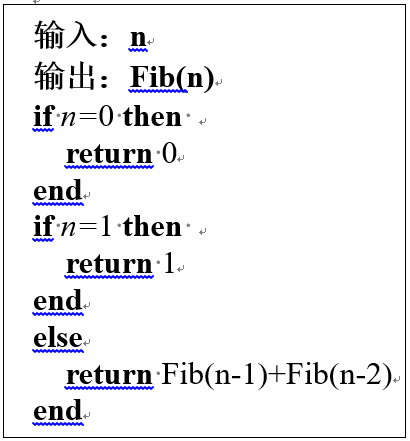 输入：n
输出：Fib(n)
if n=0 then
return 0
end
if n=1 then
return 1
end
else
return Fib(n-1)+Fib(n-2)
end